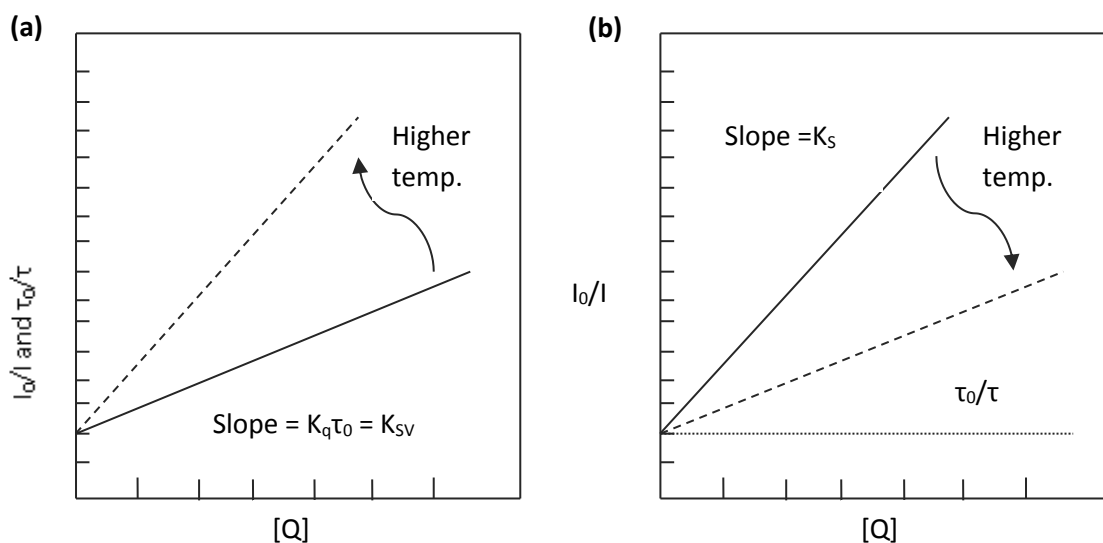 (a)
(b)
Higher
temp.
Slope =Kₛ
Higher
temp.
I₀/I and τ₀/τ
I₀/I
τ₀/τ
Slope = Kqτ₀ = Ksv
[Q]
[Q]